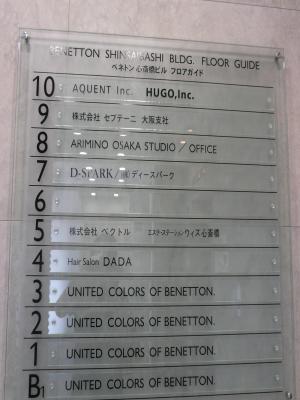 BENETTON SHINSAIBASHI BLDG. FLOOR GUIDE
ベネトン心斎橋ビル フロアガイド
10 AQUENT Inc. HUGO,Inc.
9 株式会社 セプテーニ 大阪支社
8 ARIMINO OSAKA STUDIO / OFFICE
7 D-SPARK/㈱ディースパーク
6
5 株式会社 ベクトル エステ・ステーションウィズ心斎橋
4 Hair Salon DADA
3 UNITED COLORS OF BENETTON.
2 UNITED COLORS OF BENETTON.
1 UNITED COLORS OF BENETTON.
B1 UNITED COLORS OF BENETTON.